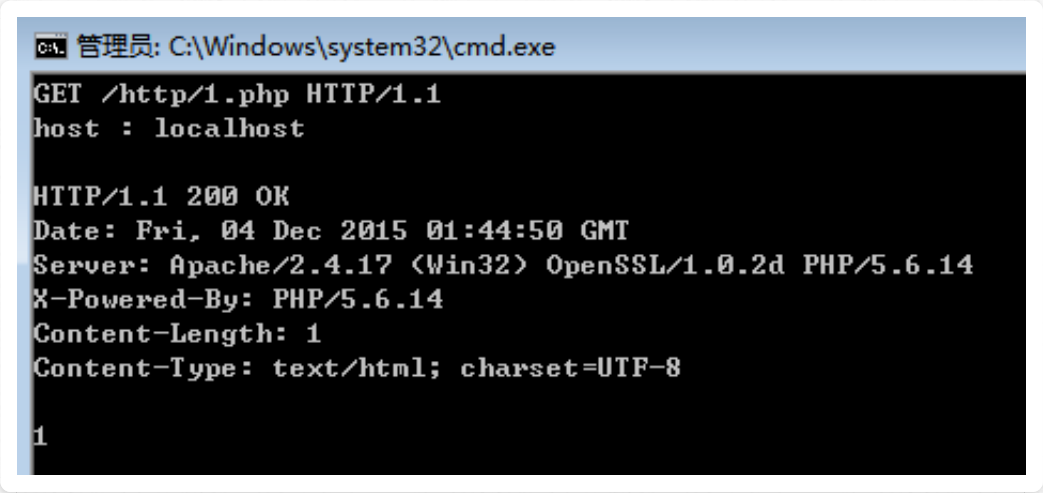 管理员: C:\Windows\system32\cmd.exe
GET /http/1.php HTTP/1.1
host : localhost
HTTP/1.1 200 OK
Date: Fri, 04 Dec 2015 01:44:50 GMT
Server: Apache/2.4.17 (Win32) OpenSSL/1.0.2d PHP/5.6.14
X-Powered-By: PHP/5.6.14
Content-Length: 1
Content-Type: text/html; charset=UTF-8
1